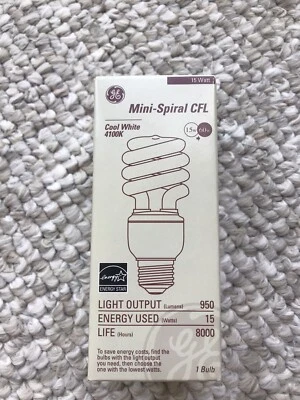 15 Watt
GE
Mini-Spiral CFL
Cool White
4100K
15w 60w
energy
ENERGY STAR
LIGHT OUTPUT (Lumens) 950
ENERGY USED (Watts) 15
LIFE (Hours) 8000
To save energy costs, find the
bulbs with the light output
you need, then choose the
one with the lowest watts.
1 Bulb